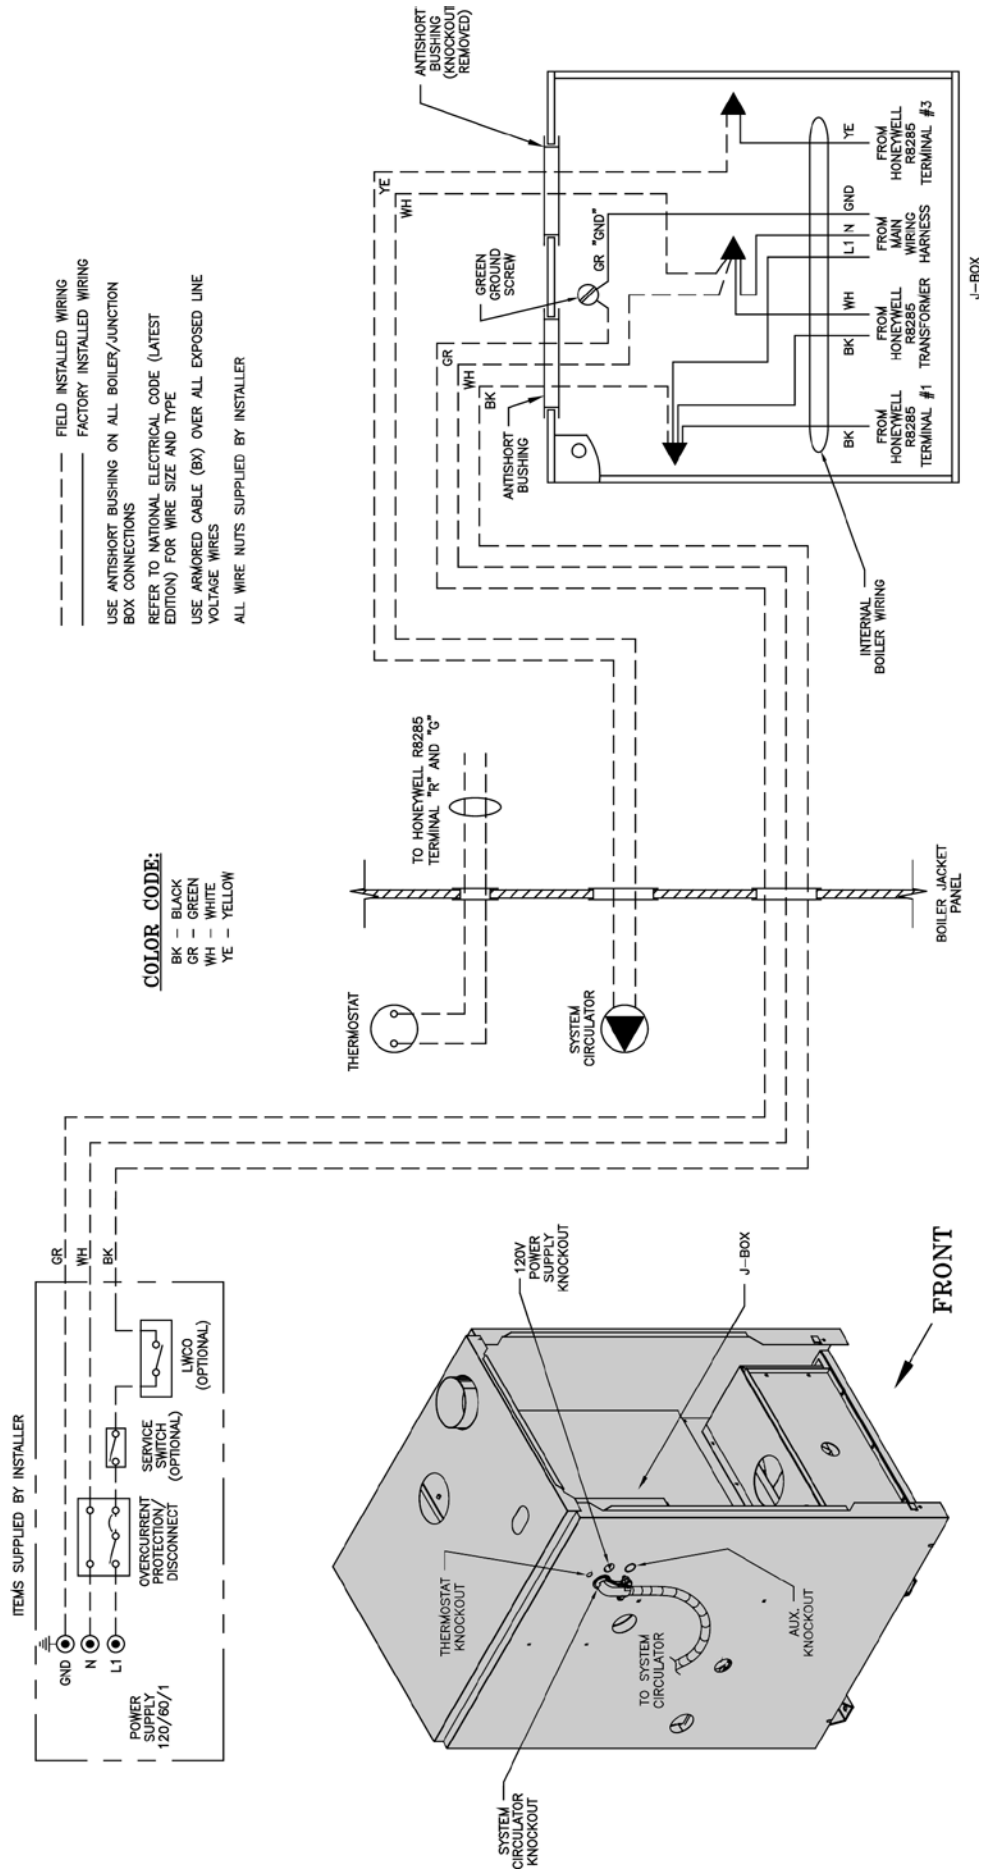 ITEMS SUPPLIED BY INSTALLER
GND
N
L1
POWER
SUPPLY
120/60/1
OVERCURRENT
PROTECTION/
DISCONNECT
SERVICE
SWITCH
(OPTIONAL)
LWCO
(OPTIONAL)
GR
WH
BK
COLOR CODE:
BK - BLACK
GR - GREEN
WH - WHITE
YE - YELLOW
FIELD INSTALLED WIRING
FACTORY INSTALLED WIRING
USE ANTISHORT BUSHING ON ALL BOILER/JUNCTION
BOX CONNECTIONS
REFER TO NATIONAL ELECTRICAL CODE (LATEST
EDITION) FOR WIRE SIZE AND TYPE
USE ARMORED CABLE (BX) OVER ALL EXPOSED LINE
VOLTAGE WIRES
ALL WIRE NUTS SUPPLIED BY INSTALLER
THERMOSTAT
TO HONEYWELL R8285
TERMINAL "R" AND "G"
SYSTEM
CIRCULATOR
BOILER JACKET
PANEL
YE
WH
ANTISHORT
BUSHING
(KNOCKOUT
REMOVED)
GR
WH
BK
GREEN
GROUND
SCREW
GR "GND"
ANTISHORT
BUSHING
BK
BK
WH
L1
N
GND
YE
FROM
HONEYWELL
R8285
TERMINAL #1
FROM
HONEYWELL
R8285
TRANSFORMER
FROM
MAIN
WIRING
HARNESS
FROM
HONEYWELL
R8285
TERMINAL #3
INTERNAL
BOILER WIRING
J-BOX
THERMOSTAT
KNOCKOUT
120V
POWER
SUPPLY
KNOCKOUT
J-BOX
SYSTEM
CIRCULATOR
KNOCKOUT
TO SYSTEM
CIRCULATOR
AUX.
KNOCKOUT
FRONT